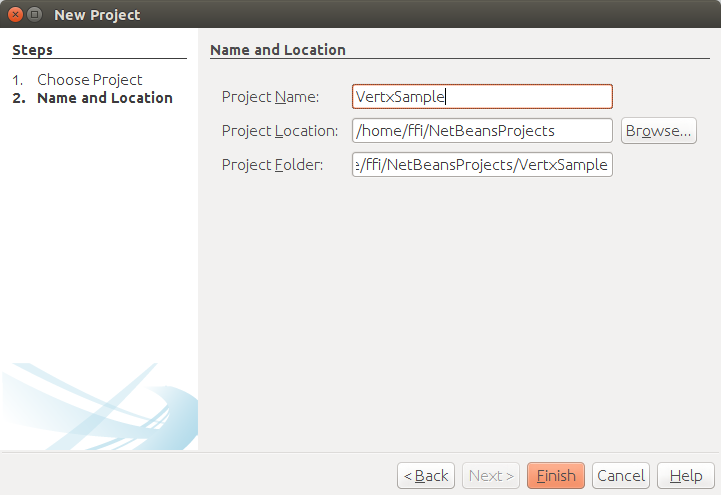 New Project
Steps
1. Choose Project
2. Name and Location
Name and Location
Project Name: VertxSample
Project Location: /home/ffi/NetBeansProjects Browse...
Project Folder: e/ffi/NetBeansProjects/VertxSample
< Back Next > Finish Cancel Help